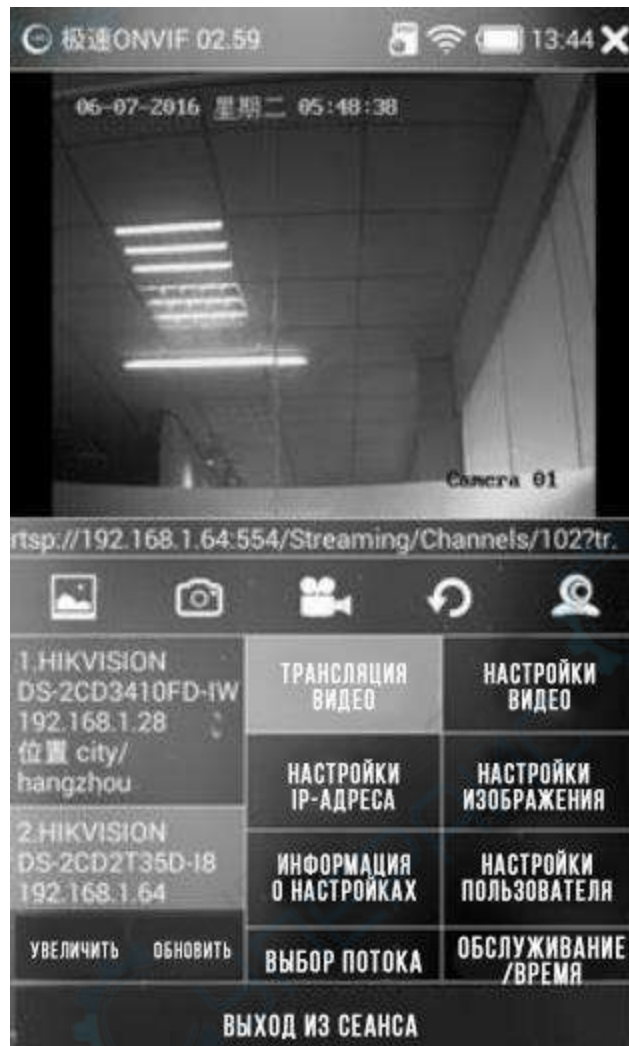 极速ONVIF 02.59
13:44
06-07-2016 星期二 05:48:38
Camera 01
rtsp://192.168.1.64:554/Streaming/Channels/102?tr.
1.HIKVISION
DS-2CD3410FD-IW
192.168.1.28
位置 city/
hangzhou
2.HIKVISION
DS-2CD2T35D-I8
192.168.1.64
УВЕЛИЧИТЬ ОБНОВИТЬ
ТРАНСЛЯЦИЯ
ВИДЕО
НАСТРОЙКИ
ВИДЕО
НАСТРОЙКИ
IP-АДРЕСА
НАСТРОЙКИ
ИЗОБРАЖЕНИЯ
ИНФОРМАЦИЯ
О НАСТРОЙКАХ
НАСТРОЙКИ
ПОЛЬЗОВАТЕЛЯ
ВЫБОР ПОТОКА
ОБСЛУЖИВАНИЕ
/ВРЕМЯ
ВЫХОД ИЗ СЕАНСА